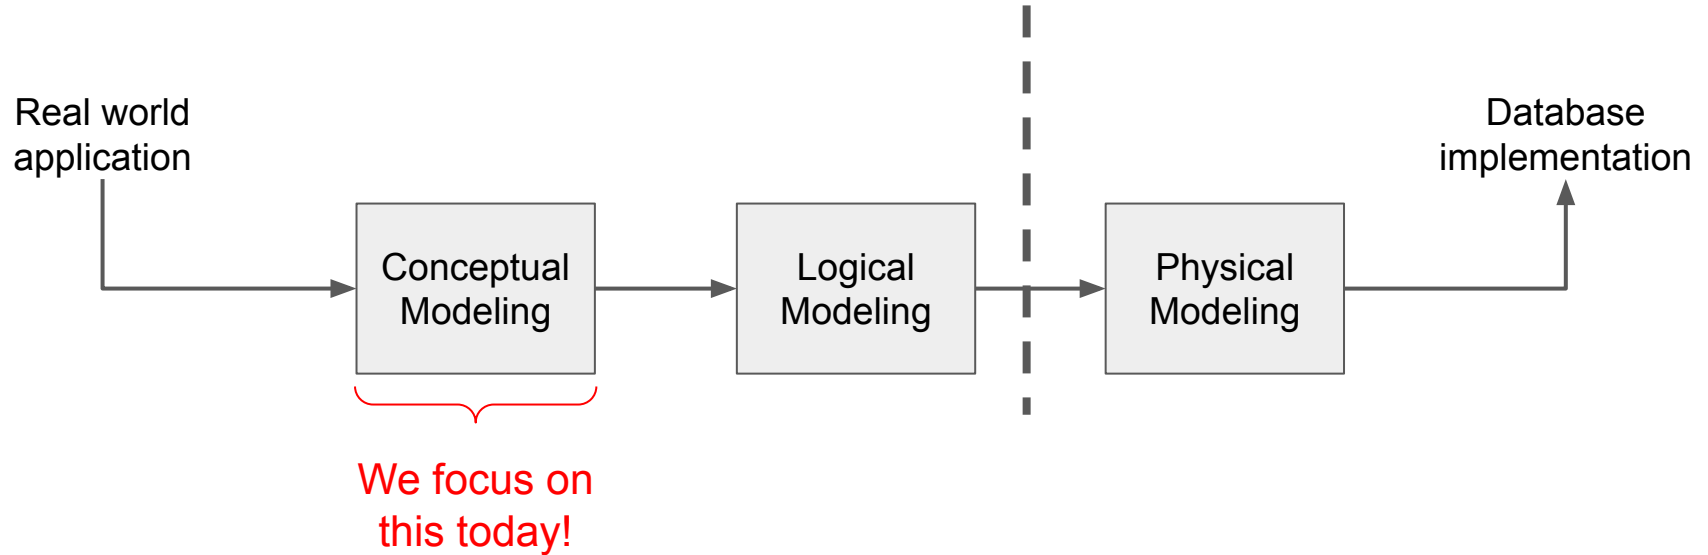 Real world
application
Conceptual
Modeling
We focus on
this today!
Logical
Modeling
Physical
Modeling
Database
implementation